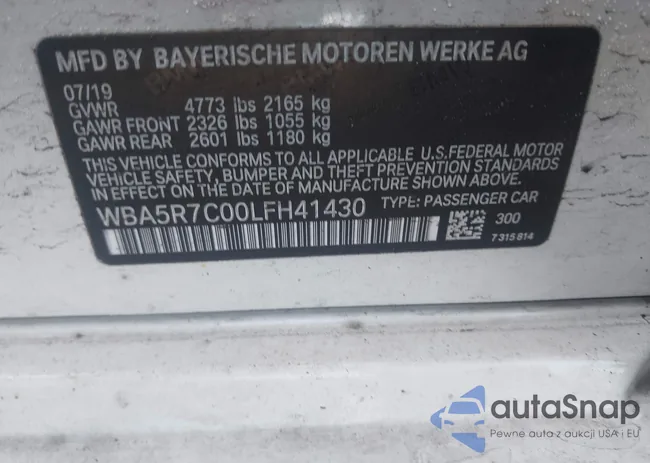 MFD BY BAYERISCHE MOTOREN WERKE AG
07/19
GVWR 4773 lbs 2165 kg
GAWR FRONT 2326 lbs 1055 kg
GAWR REAR 2601 lbs 1180 kg
THIS VEHICLE CONFORMS TO ALL APPLICABLE U.S.FEDERAL MOTOR
VEHICLE SAFETY, BUMPER AND THEFT PREVENTION STANDARDS
IN EFFECT ON THE DATE OF MANUFACTURE SHOWN ABOVE.
WBA5R7C00LFH41430 TYPE: PASSENGER CAR
300
7315814
autaSnap
Pewne auta z aukcji USA i EU